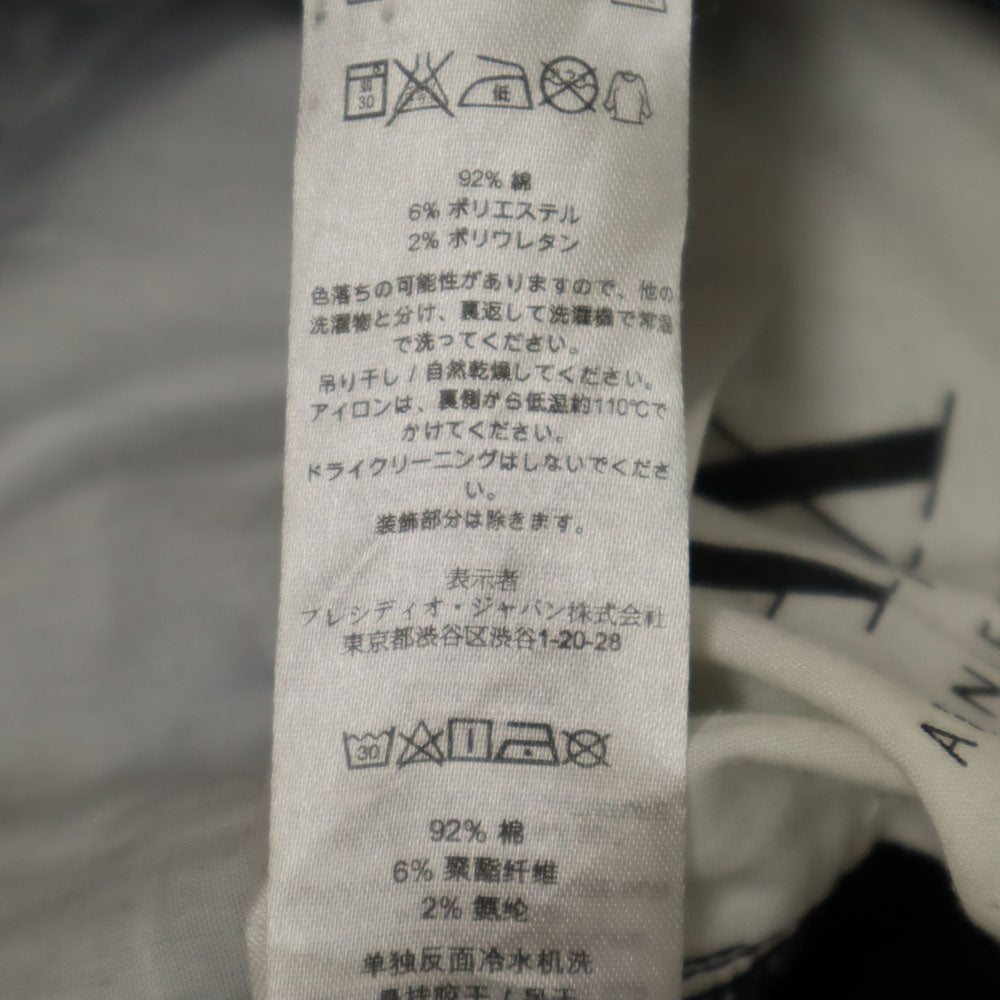 弱
30
低
92% 綿
6% ポリエステル
2% ポリウレタン
色落ちの可能性がありますので、他の
洗濯物と分け、裏返して洗濯機で常温
で洗ってください。
吊り干し / 自然乾燥してください。
アイロンは、裏側から低温約110℃で
かけてください。
ドライクリーニングはしないでくださ
い。
装飾部分は除きます。
表示者
プレシディオ・ジャパン株式会社
東京都渋谷区渋谷1-20-28
30
92% 棉
6% 聚酯纤维
2% 氨纶
单独反面冷水机洗